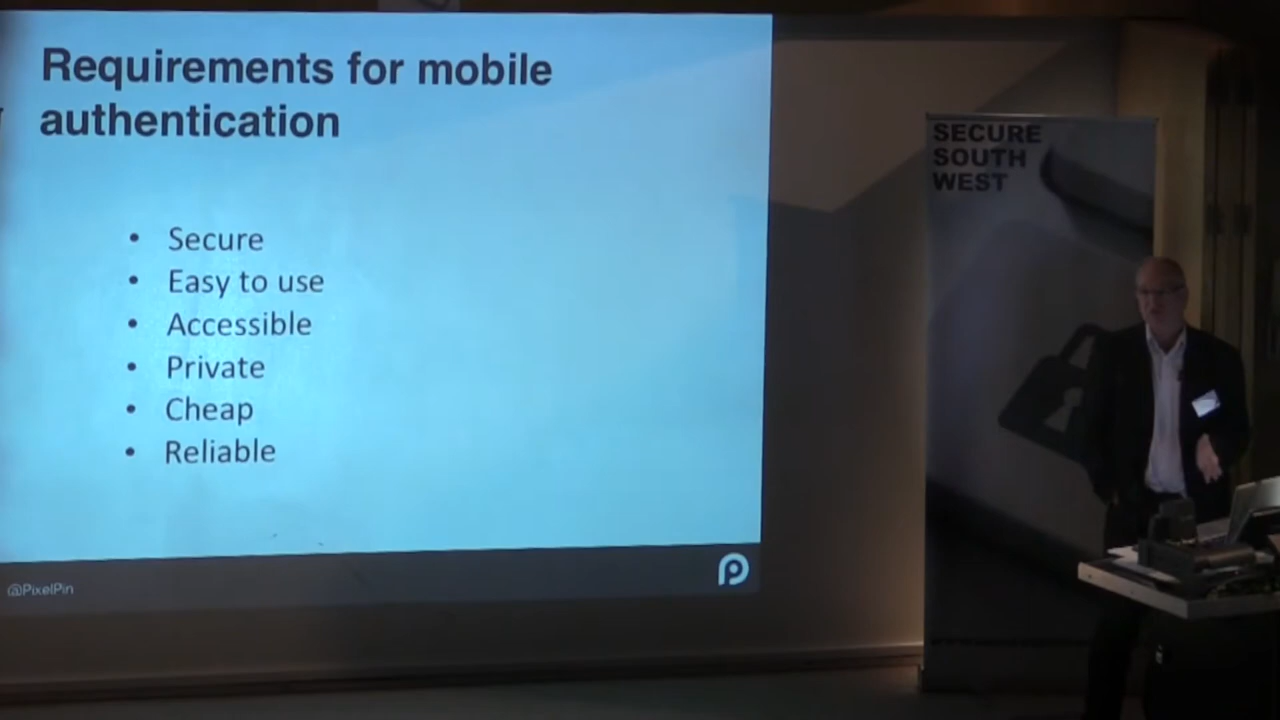 Requirements for mobile
authentication
• Secure
• Easy to use
• Accessible
• Private
• Cheap
• Reliable
@PixelPin
SECURE
SOUTH
WEST